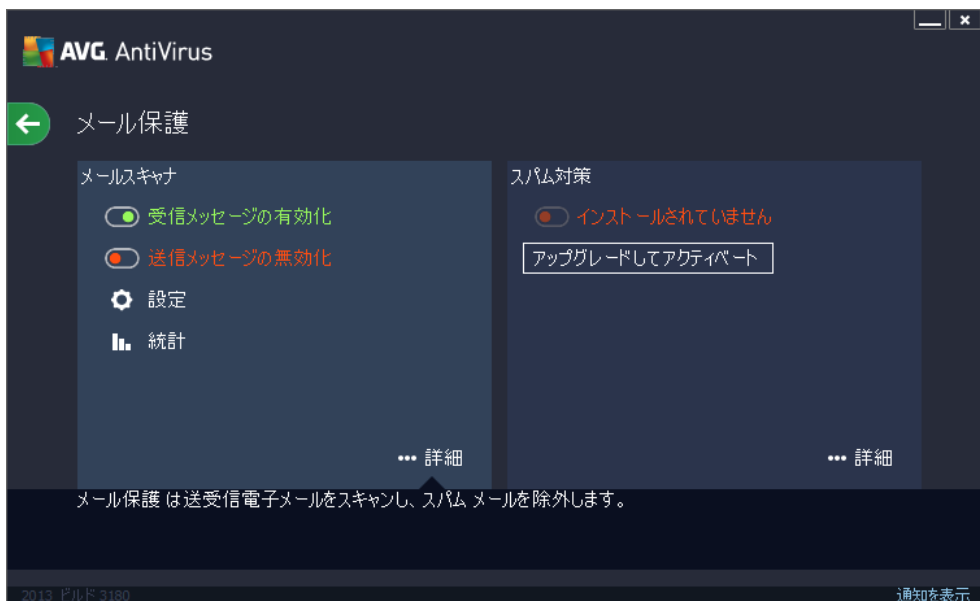 AVG. AntiVirus
メール保護
メールスキャナ
受信メッセージの有効化
送信メッセージの無効化
設定
統計
詳細
スパム対策
インストールされていません
アップグレードしてアクティベート
詳細
メール保護 は送受信電子メールをスキャンし、スパム メールを除外します。
2013 ビルド 3180
通知を表示